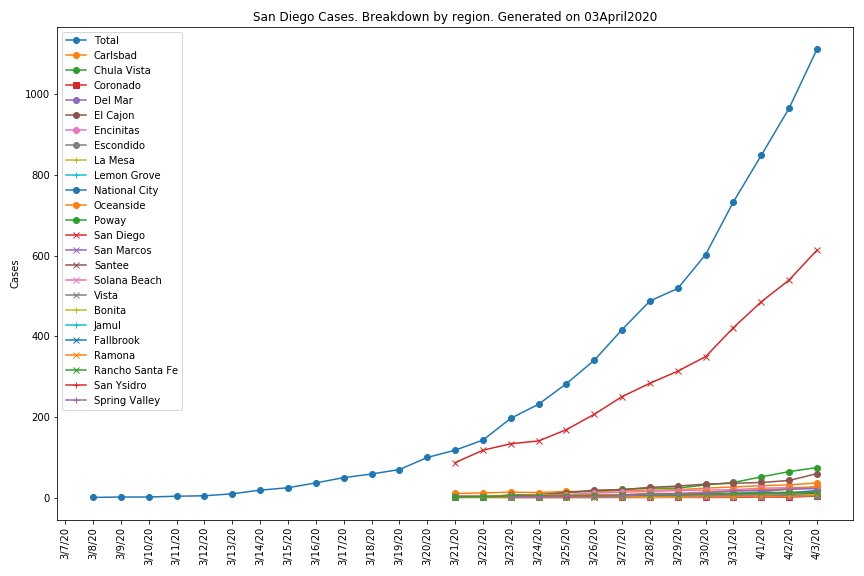 San Diego Cases. Breakdown by region. Generated on 03April2020
Total
Carlsbad
Chula Vista
Coronado
Del Mar
El Cajon
Encinitas
Escondido
La Mesa
Lemon Grove
National City
Oceanside
Poway
San Diego
San Marcos
Santee
Solana Beach
Vista
Bonita
Jamul
Fallbrook
Ramona
Rancho Santa Fe
San Ysidro
Spring Valley
Cases
1000
800
600
400
200
0
3/7/20
3/8/20
3/9/20
3/10/20
3/11/20
3/12/20
3/13/20
3/14/20
3/15/20
3/16/20
3/17/20
3/18/20
3/19/20
3/20/20
3/21/20
3/22/20
3/23/20
3/24/20
3/25/20
3/26/20
3/27/20
3/28/20
3/29/20
3/30/20
3/31/20
4/1/20
4/2/20
4/3/20